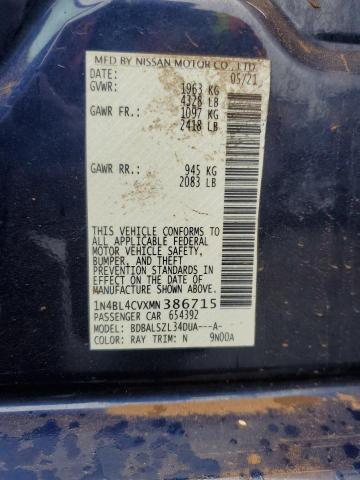 MFD BY NISSAN MOTOR CO., LTD
DATE: 05/21
GVWR: 1963 KG
4328 LB
GAWR FR: 1097 KG
2418 LB
GAWR RR: 945 KG
2083 LB
THIS VEHICLE CONFORMS TO
ALL APPLICABLE FEDERAL
MOTOR VEHICLE SAFETY,
BUMPER, AND THEFT
PREVENTION STANDARDS IN
EFFECT ON THE DATE OF
MANUFACTURE SHOWN ABOVE.
1N4BL4CVXMN386715
PASSENGER CAR 654392
MODEL: BDBALSZL34DUA---A-
COLOR: RAY TRIM: N 9N00A